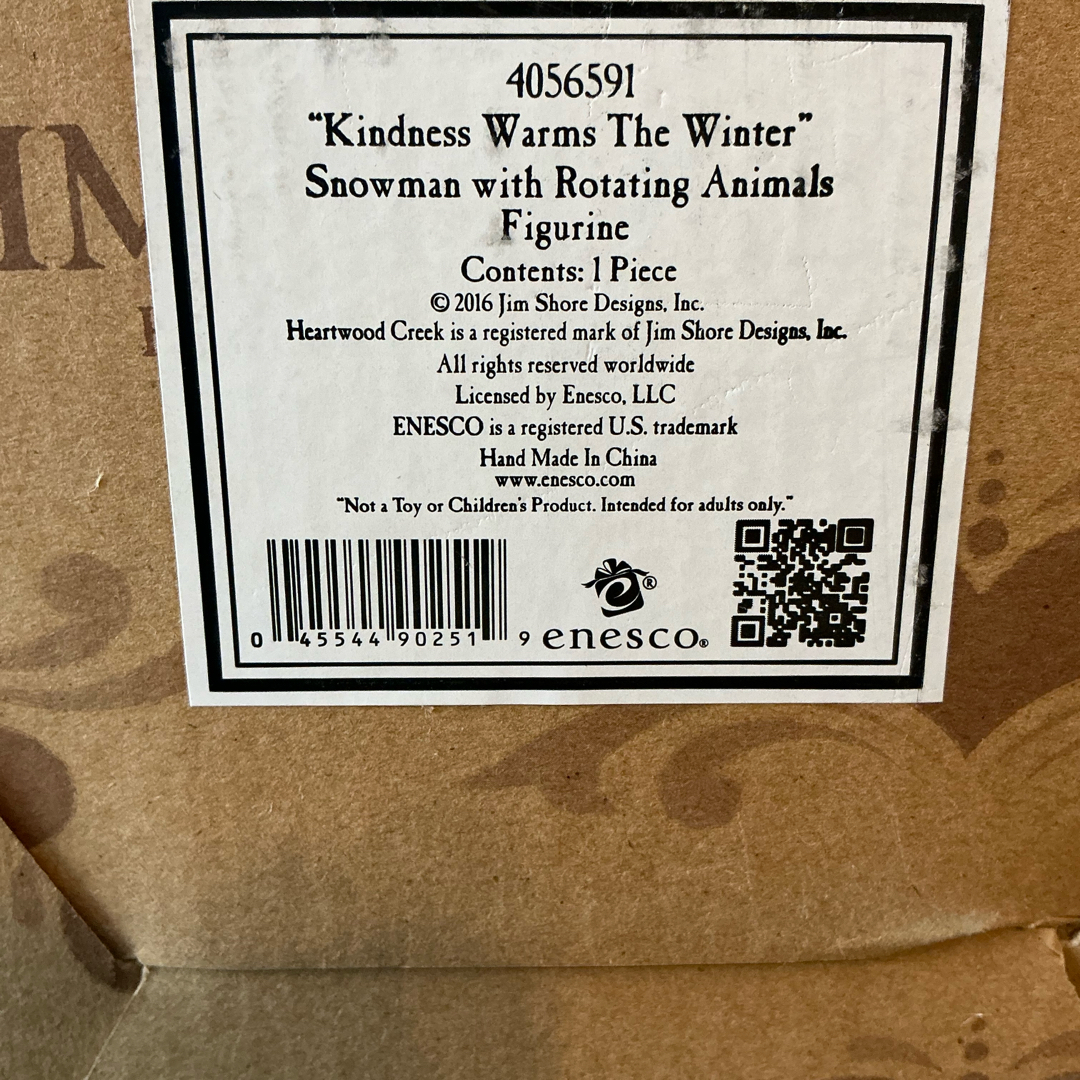 4056591
“Kindness Warms The Winter”
Snowman with Rotating Animals
Figurine
Contents: 1 Piece
© 2016 Jim Shore Designs, Inc.
Heartwood Creek is a registered mark of Jim Shore Designs, Inc.
All rights reserved worldwide
Licensed by Enesco, LLC
ENESCO is a registered U.S. trademark
Hand Made In China
www.enesco.com
“Not a Toy or Children's Product. Intended for adults only.”
0 45544 90251 9
enesco®
IM